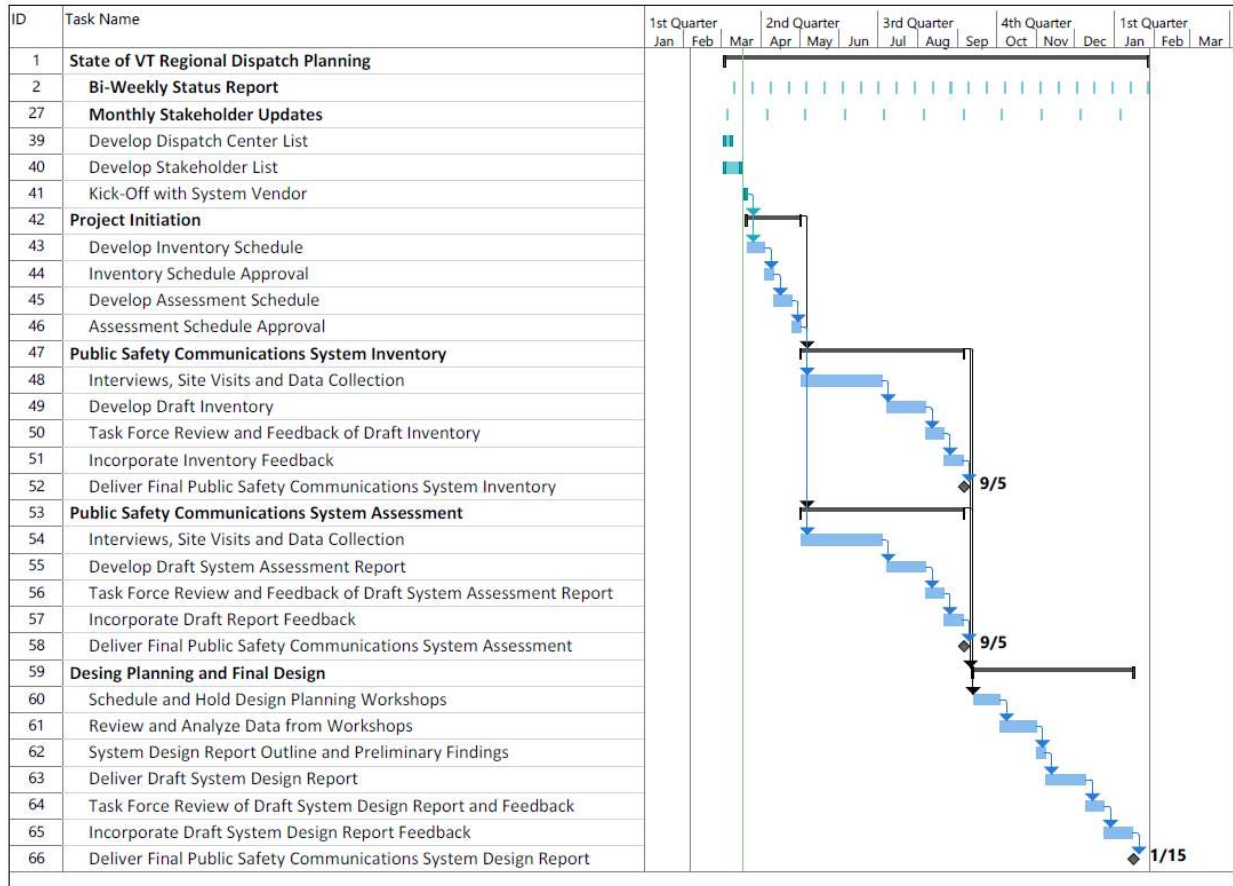 ID Task Name 1st Quarter 2nd Quarter 3rd Quarter 4th Quarter 1st Quarter
Jan Feb Mar Apr May Jun Jul Aug Sep Oct Nov Dec Jan Feb Mar
1 State of VT Regional Dispatch Planning
2 Bi-Weekly Status Report
27 Monthly Stakeholder Updates
39 Develop Dispatch Center List
40 Develop Stakeholder List
41 Kick-Off with System Vendor
42 Project Initiation
43 Develop Inventory Schedule
44 Inventory Schedule Approval
45 Develop Assessment Schedule
46 Assessment Schedule Approval
47 Public Safety Communications System Inventory
48 Interviews, Site Visits and Data Collection
49 Develop Draft Inventory
50 Task Force Review and Feedback of Draft Inventory
51 Incorporate Inventory Feedback
52 Deliver Final Public Safety Communications System Inventory 9/5
53 Public Safety Communications System Assessment
54 Interviews, Site Visits and Data Collection
55 Develop Draft System Assessment Report
56 Task Force Review and Feedback of Draft System Assessment Report
57 Incorporate Draft Report Feedback
58 Deliver Final Public Safety Communications System Assessment 9/5
59 Desing Planning and Final Design
60 Schedule and Hold Design Planning Workshops
61 Review and Analyze Data from Workshops
62 System Design Report Outline and Preliminary Findings
63 Deliver Draft System Design Report
64 Task Force Review of Draft System Design Report and Feedback
65 Incorporate Draft System Design Report Feedback
66 Deliver Final Public Safety Communications System Design Report 1/15